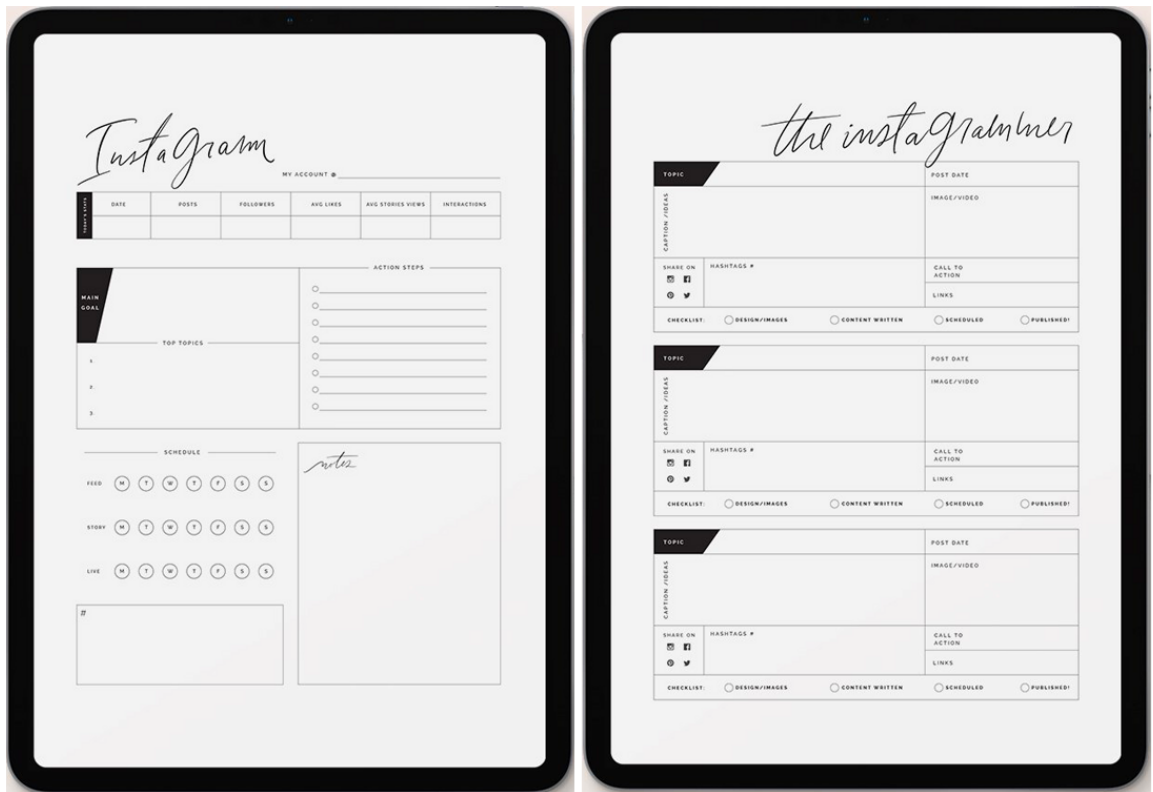 Instagram
MY ACCOUNT @
TODAY'S STATS
DATE POSTS FOLLOWERS AVG LIKES AVG STORIES VIEWS INTERACTIONS
MAIN
GOAL
ACTION STEPS
TOP TOPICS
1.
2.
3.
SCHEDULE
FEED M T W T F S S
STORY M T W T F S S
LIVE M T W T F S S
#
notes
the instagrammer
TOPIC POST DATE
CAPTION /IDEAS
IMAGE/VIDEO
SHARE ON HASHTAGS # CALL TO
ACTION
LINKS
CHECKLIST: DESIGN/IMAGES CONTENT WRITTEN SCHEDULED PUBLISHED!
TOPIC POST DATE
CAPTION /IDEAS
IMAGE/VIDEO
SHARE ON HASHTAGS # CALL TO
ACTION
LINKS
CHECKLIST: DESIGN/IMAGES CONTENT WRITTEN SCHEDULED PUBLISHED!
TOPIC POST DATE
CAPTION /IDEAS
IMAGE/VIDEO
SHARE ON HASHTAGS # CALL TO
ACTION
LINKS
CHECKLIST: DESIGN/IMAGES CONTENT WRITTEN SCHEDULED PUBLISHED!